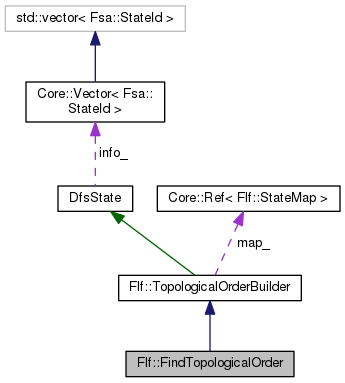 std::vector< Fsa::StateId >
Core::Vector< Fsa::
StateId >
info_
DfsState
Core::Ref< Flf::StateMap >
map_
Flf::TopologicalOrderBuilder
Flf::FindTopologicalOrder